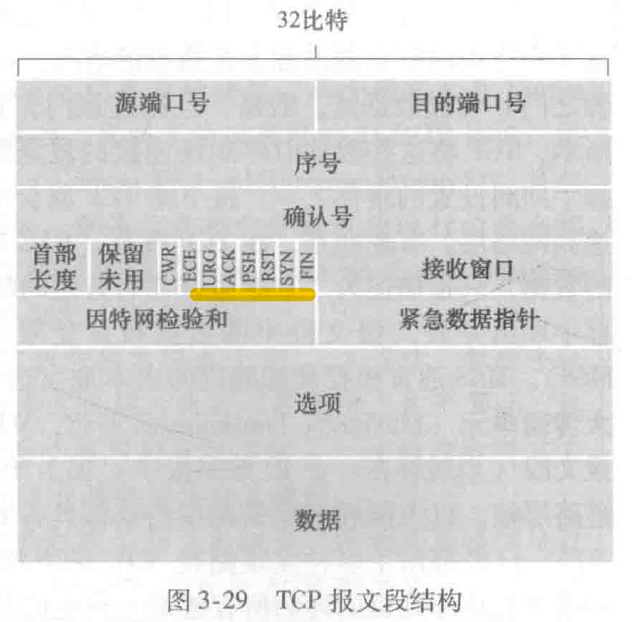 32比特
源端口号 目的端口号
序号
确认号
首部长度 保留未用 CWR ECE URG ACK PSH RST SYN FIN 接收窗口
因特网检验和 紧急数据指针
选项
数据
图 3-29 TCP 报文段结构